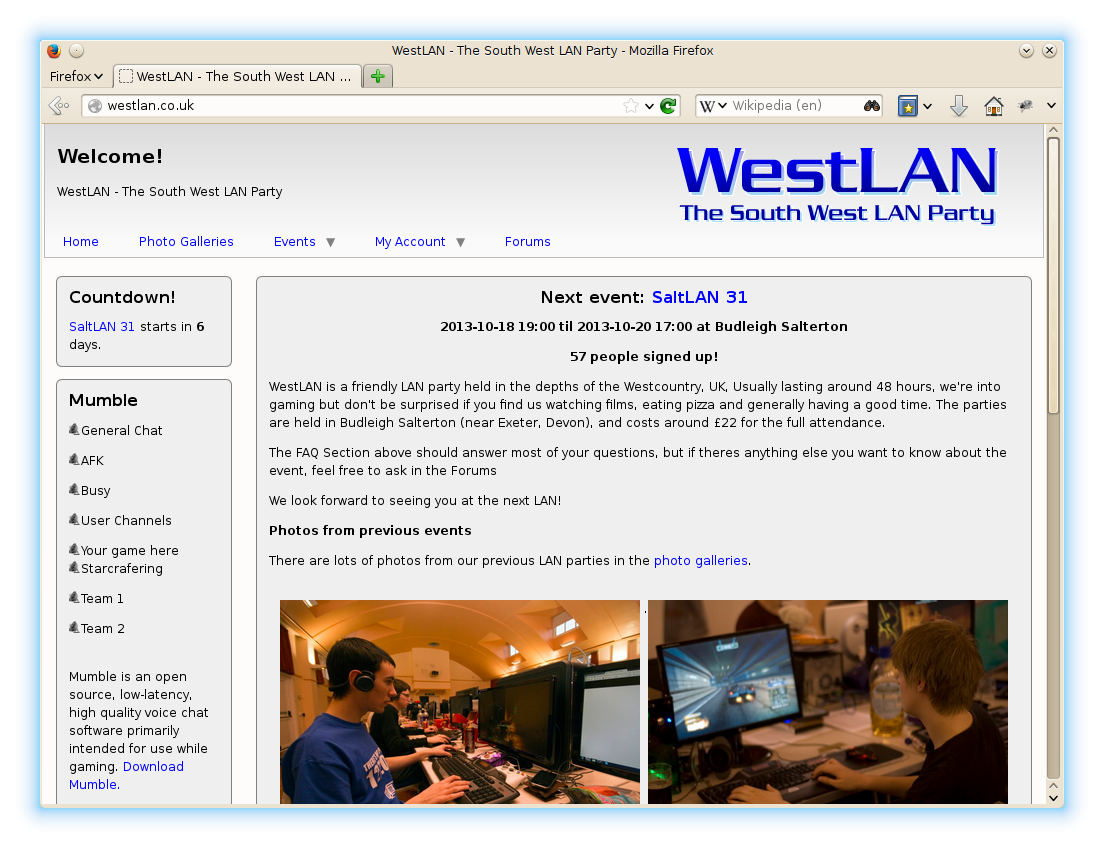 WestLAN - The South West LAN Party - Mozilla Firefox
Firefox
WestLAN - The South West LAN ...
westlan.co.uk
W
Wikipedia (en)
Welcome!
WestLAN - The South West LAN Party
WestLAN
The South West LAN Party
Home
Photo Galleries
Events
My Account
Forums
Countdown!
SaltLAN 31 starts in 6
days.
Mumble
General Chat
AFK
Busy
User Channels
Your game here
Starcrafering
Team 1
Team 2
Mumble is an open
source, low-latency,
high quality voice chat
software primarily
intended for use while
gaming. Download
Mumble.
Next event: SaltLAN 31
2013-10-18 19:00 til 2013-10-20 17:00 at Budleigh Salterton
57 people signed up!
WestLAN is a friendly LAN party held in the depths of the Westcountry, UK, Usually lasting around 48 hours, we're into
gaming but don't be surprised if you find us watching films, eating pizza and generally having a good time. The parties
are held in Budleigh Salterton (near Exeter, Devon), and costs around £22 for the full attendance.
The FAQ Section above should answer most of your questions, but if theres anything else you want to know about the
event, feel free to ask in the Forums
We look forward to seeing you at the next LAN!
Photos from previous events
There are lots of photos from our previous LAN parties in the photo galleries.